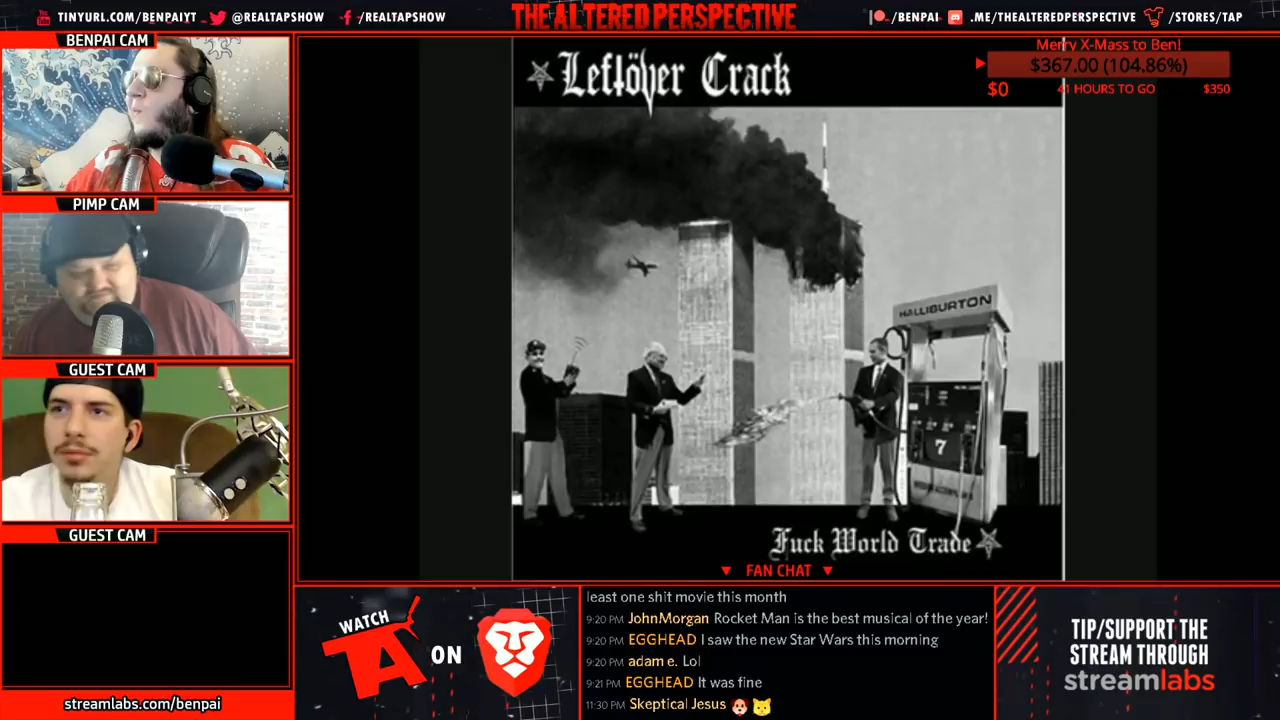 TINYURL.COM/BENPAIYT @REALTAPSHOW /REALTAPSHOW
THE ALTERED PERSPECTIVE
/BENPAI .ME/THEALTEREDPERSPECTIVE /STORES/TAP
BENPAI CAM
PIMP CAM
GUEST CAM
GUEST CAM
streamlabs.com/benpai
Leftöver Crack
Merry X-Mass to Ben!
$367.00 (104.86%)
$0 41 HOURS TO GO $350
HALLIBURTON
7
Fuck World Trade
FAN CHAT
WATCH
TA ON
least one sh!t movie this month
9:20 PM JohnMorgan Rocket Man is the best musical of the year!
9:20 PM EGGHEAD I saw the new Star Wars this morning
9:20 PM adam e. Lol
9:21 PM EGGHEAD It was fine
11:30 PM Skeptical Jesus 🐶 🐱
TIP/SUPPORT THE
STREAM THROUGH
streamlabs